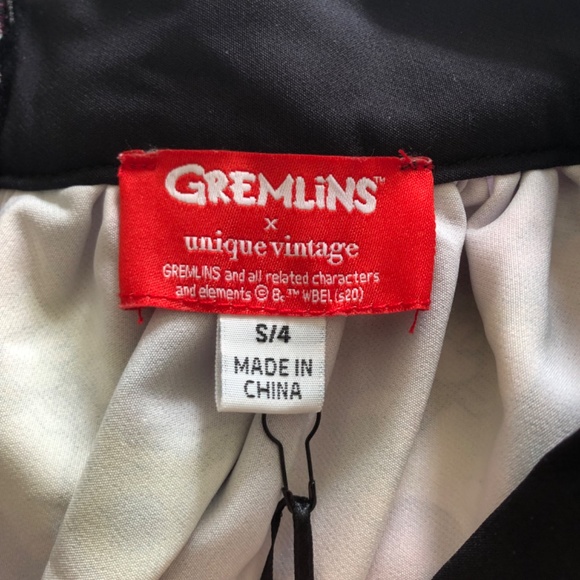 GREMLiNS™
x
unique vintage
GREMLINS and all related characters
and elements © & ™ WBEI (s20)
S/4
MADE IN
CHINA